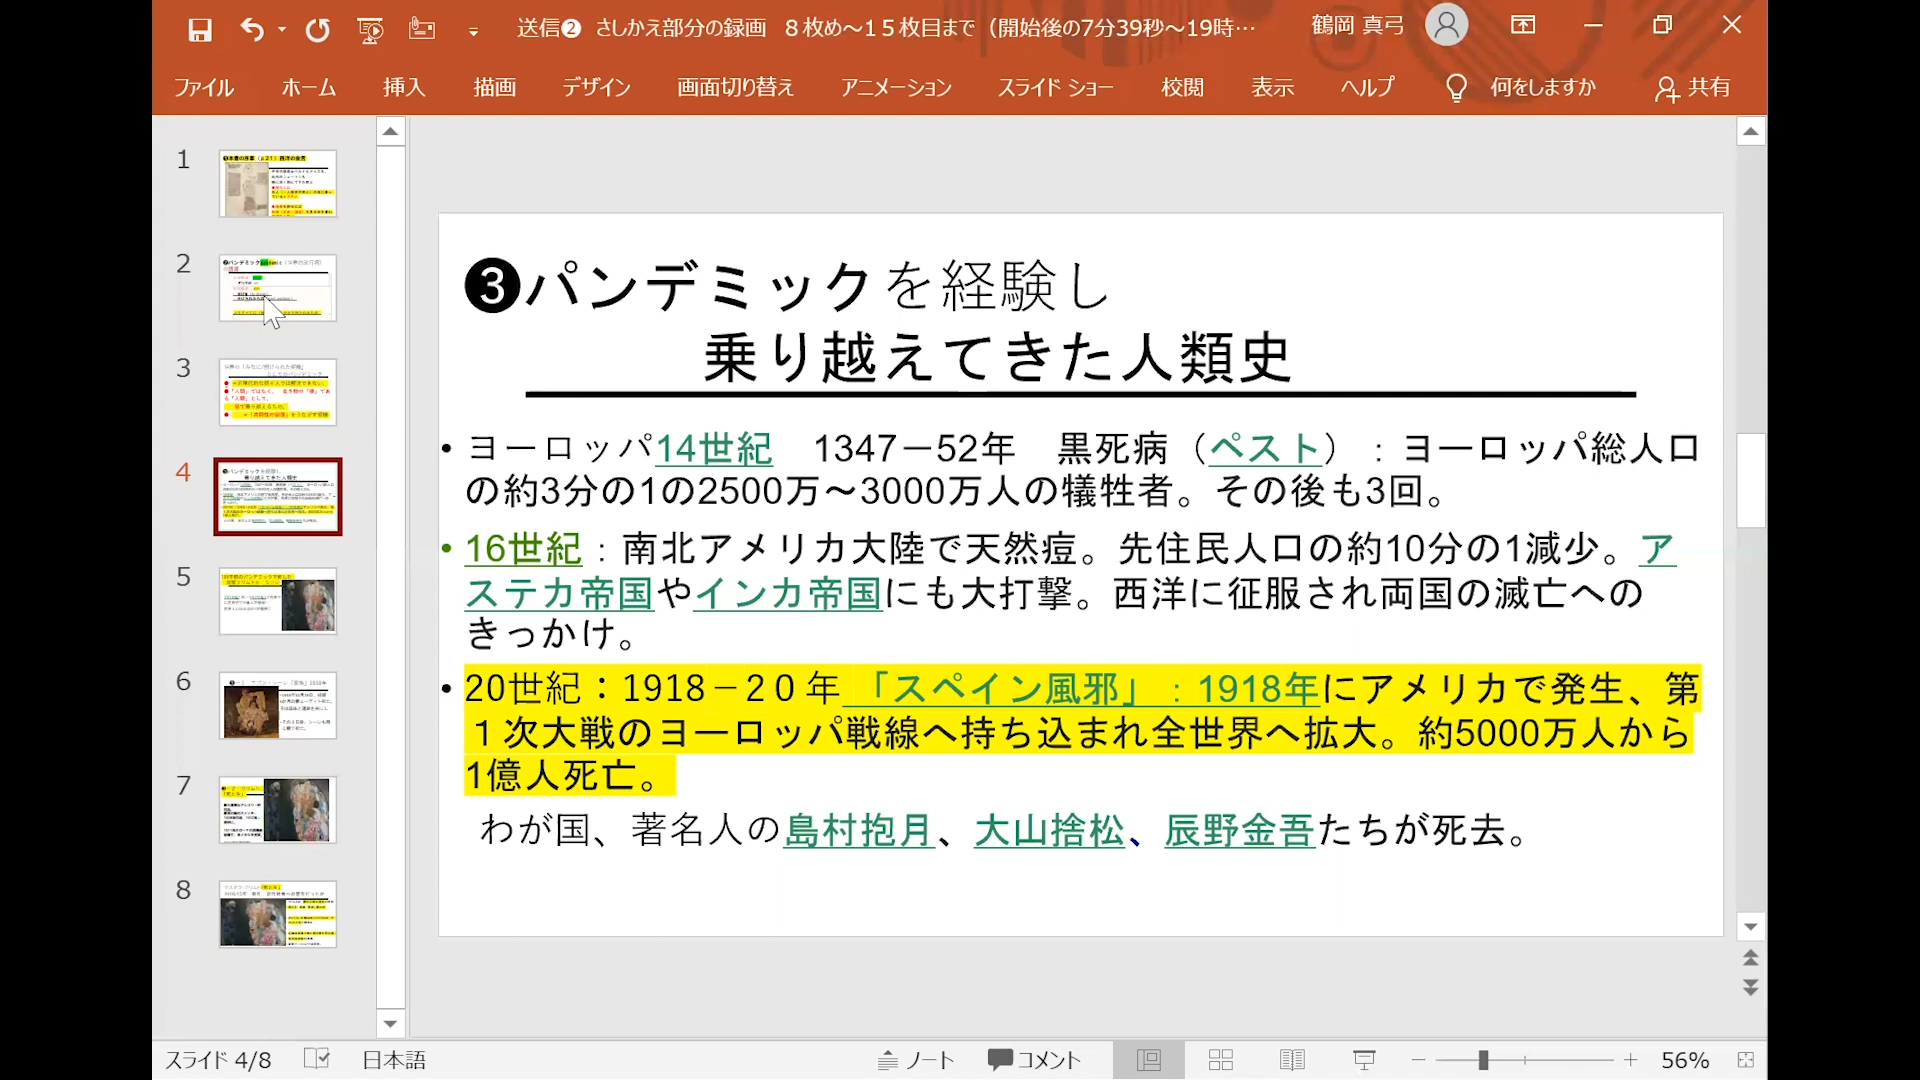 送信❷ さしかえ部分の録画 ８枚め～１５枚目まで（開始後の7分39秒～19時…
鶴岡 真弓
ファイル ホーム 挿入 描画 デザイン 画面切り替え アニメーション スライド ショー 校閲 表示 ヘルプ 何をしますか 共有
1
2
3
4
5
6
7
8
❸パンデミックを経験し
乗り越えてきた人類史
• ヨーロッパ14世紀　1347－52年　黒死病（ペスト）：ヨーロッパ総人口
の約3分の1の2500万～3000万人の犠牲者。その後も3回。
• 16世紀：南北アメリカ大陸で天然痘。先住民人口の約10分の1減少。ア
ステカ帝国やインカ帝国にも大打撃。西洋に征服され両国の滅亡への
きっかけ。
• 20世紀：1918－２０年「スペイン風邪」：1918年にアメリカで発生、第
１次大戦のヨーロッパ戦線へ持ち込まれ全世界へ拡大。約5000万人から
1億人死亡。
わが国、著名人の島村抱月、大山捨松、辰野金吾たちが死去。
スライド 4/8 日本語 ノート コメント 56%